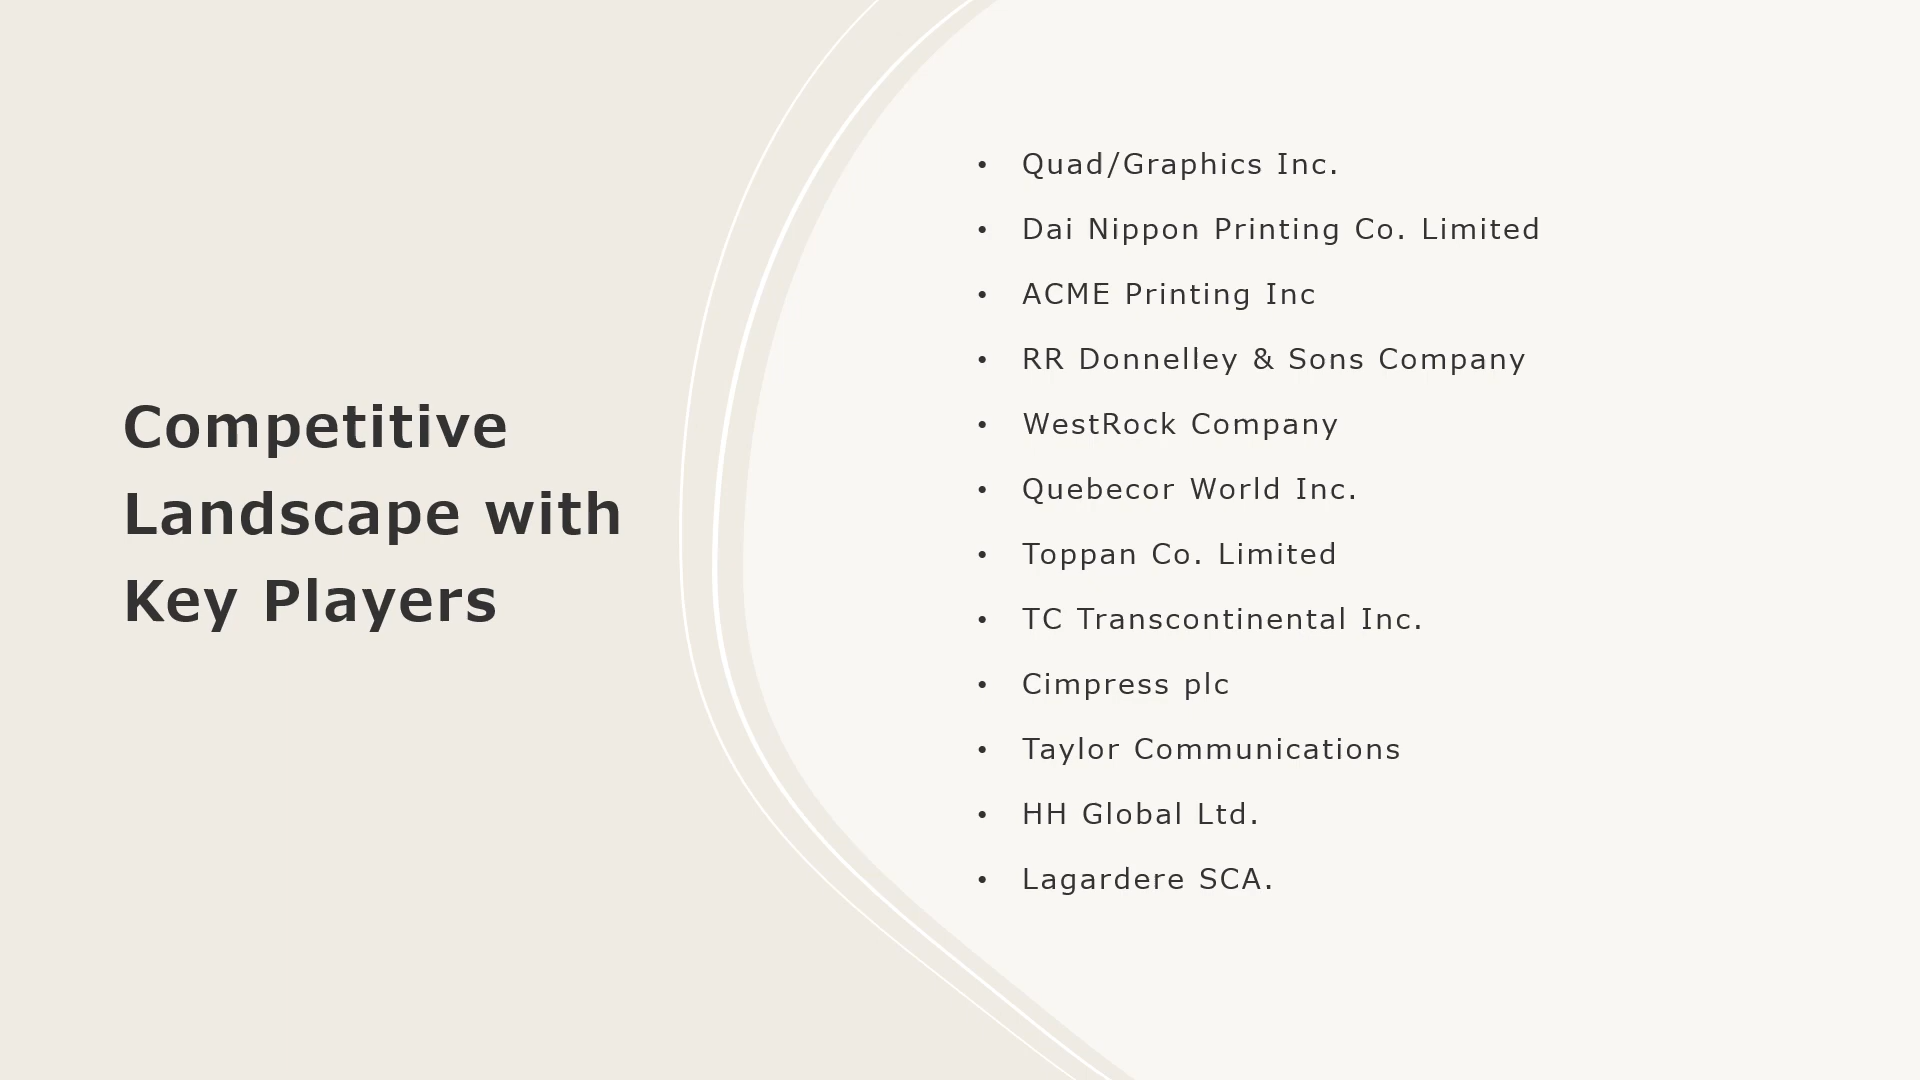 Competitive
Landscape with
Key Players
• Quad/Graphics Inc.
• Dai Nippon Printing Co. Limited
• ACME Printing Inc
• RR Donnelley & Sons Company
• WestRock Company
• Quebecor World Inc.
• Toppan Co. Limited
• TC Transcontinental Inc.
• Cimpress plc
• Taylor Communications
• HH Global Ltd.
• Lagardere SCA.